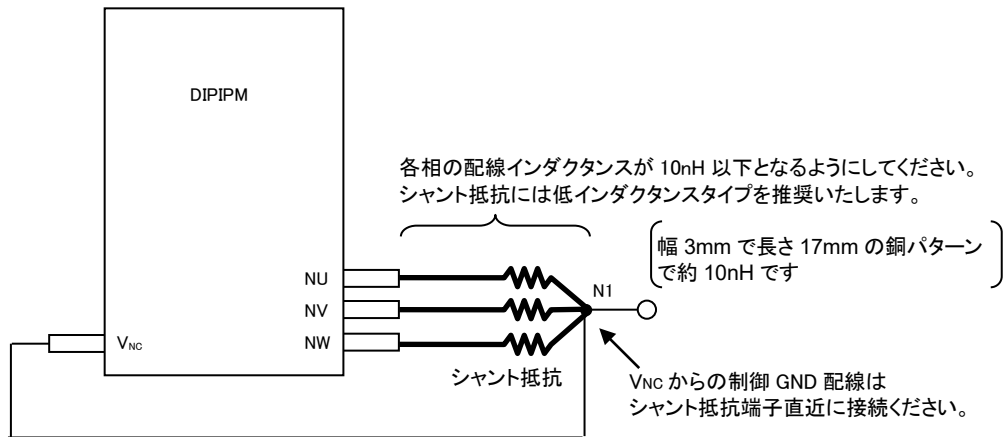 DIPIPM
各相の配線インダクタンスが 10nH 以下となるようにしてください。
シャント抵抗には低インダクタンスタイプを推奨いたします。
幅 3mm で長さ 17mm の銅パターン
で約 10nH です
NU
N1
NV
VNC
NW
シャント抵抗
VNC からの制御 GND 配線は
シャント抵抗端子直近に接続ください。